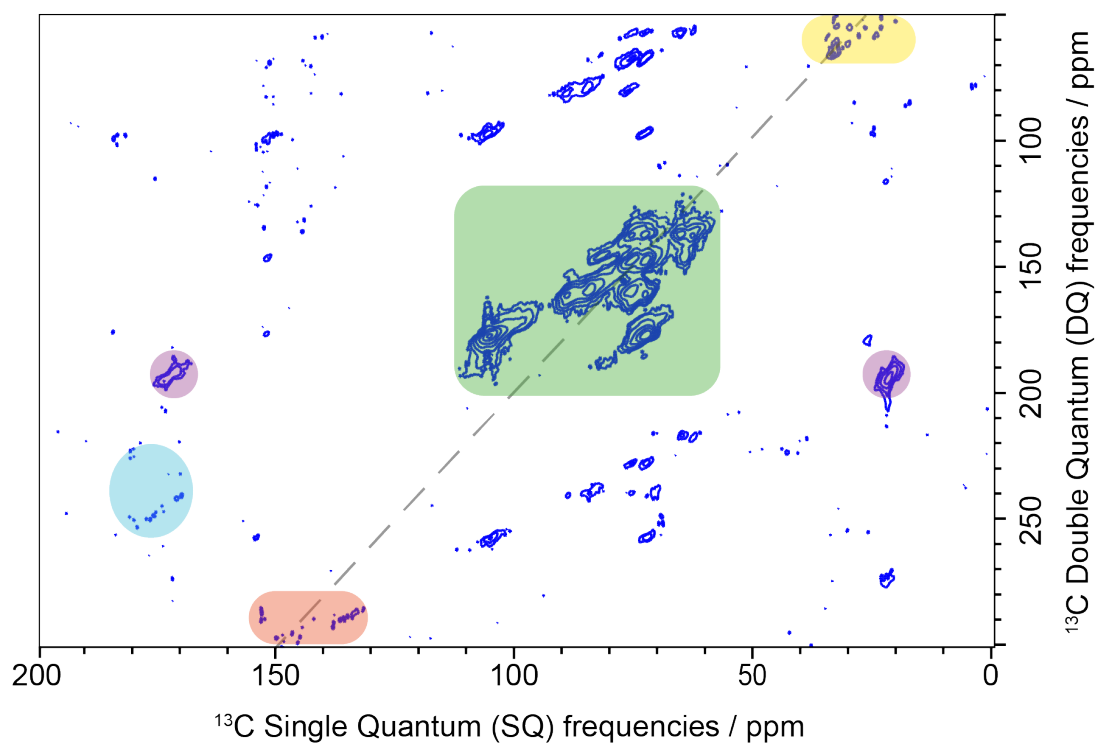 100
150
200
250
¹³C Double Quantum (DQ) frequencies / ppm
200 150 100 50 0
¹³C Single Quantum (SQ) frequencies / ppm